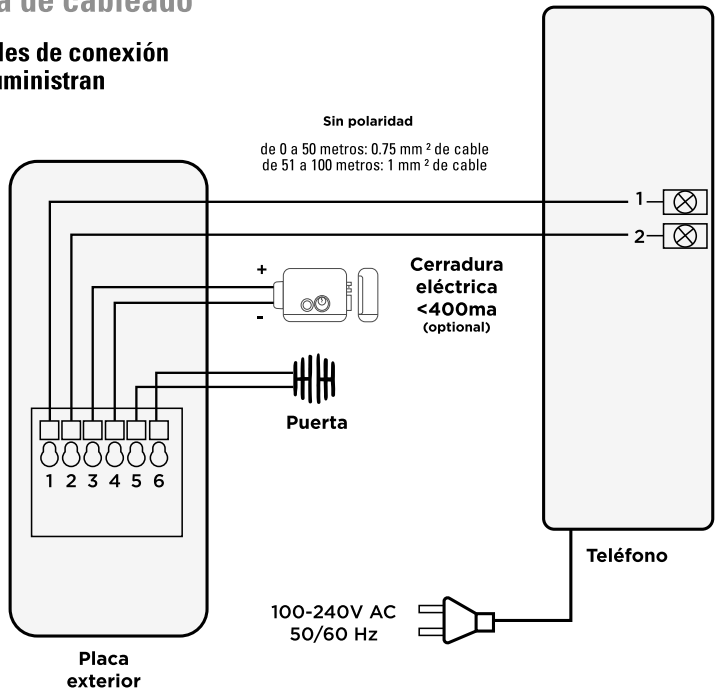 de cableado
de conexión
Sin polaridad
de 0 a 50 metros: 0.75 mm ² de cable
de 51 a 100 metros: 1 mm ² de cable
1
2
+
-
Cerradura
eléctrica
<400ma
(optional)
Puerta
1 2 3 4 5 6
Teléfono
100-240V AC
50/60 Hz
Placa
exterior